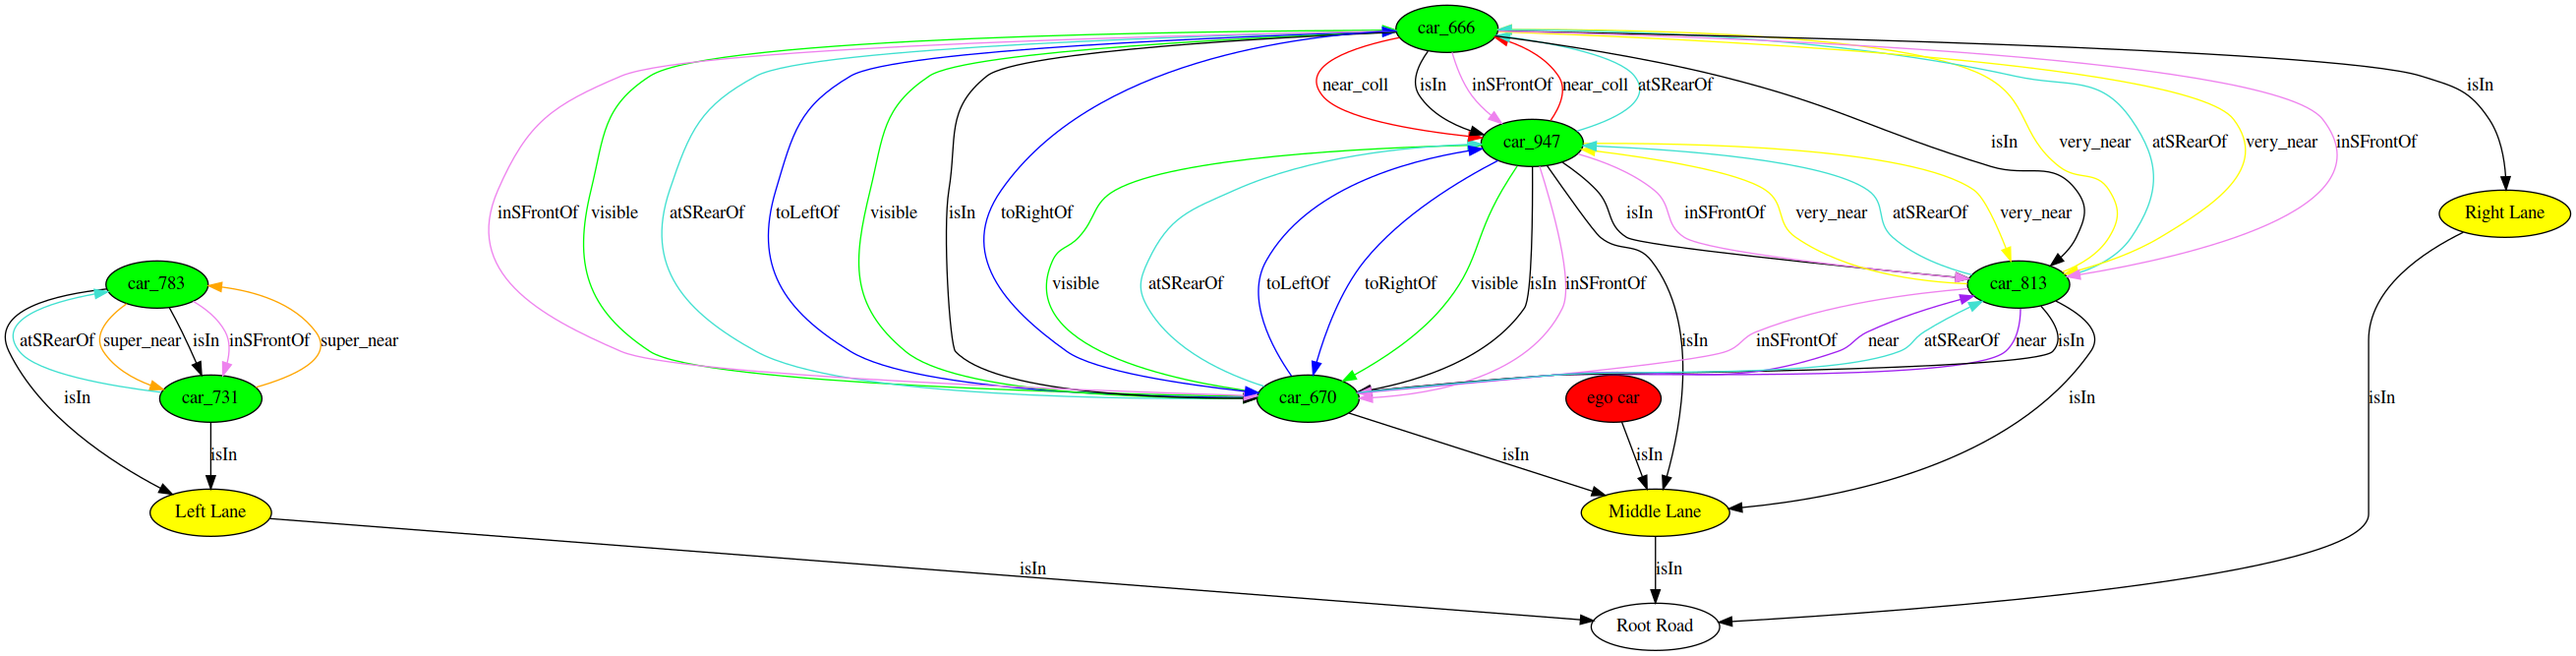 car_666
near_coll isIn inSFrontOf near_coll atSRearOf isIn
car_947 isIn very_near atSRearOf very_near inSFrontOf
inSFrontOf visible atSRearOf toLeftOf visible isIn toRightOf isIn inSFrontOf very_near atSRearOf very_near Right Lane
car_783 visible atSRearOf toLeftOf toRightOf visible isIn inSFrontOf car_813
atSRearOf super_near isIn inSFrontOf super_near isIn inSFrontOf near atSRearOf near isIn
isIn car_731 car_670 ego car isIn isIn
isIn isIn isIn
Left Lane Middle Lane
isIn isIn
Root Road